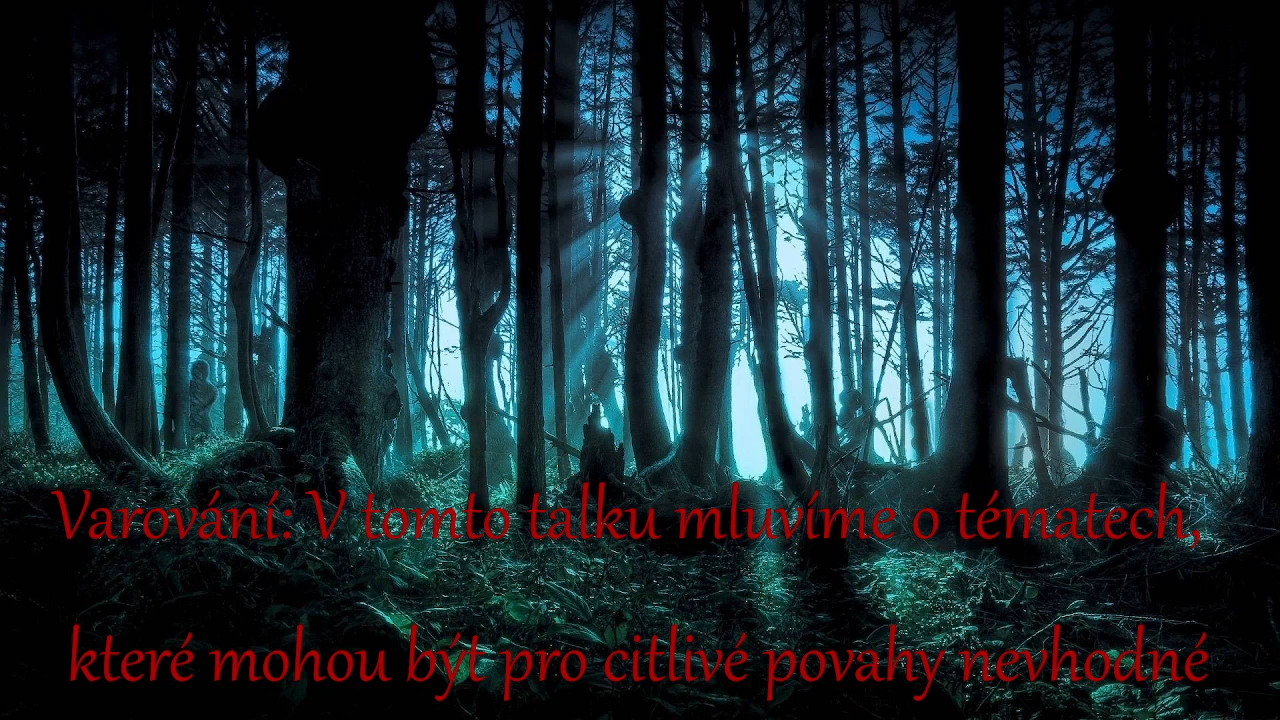 Varování: V tomto talku mluvíme o tématech,
které mohou být pro citlivé povahy nevhodné